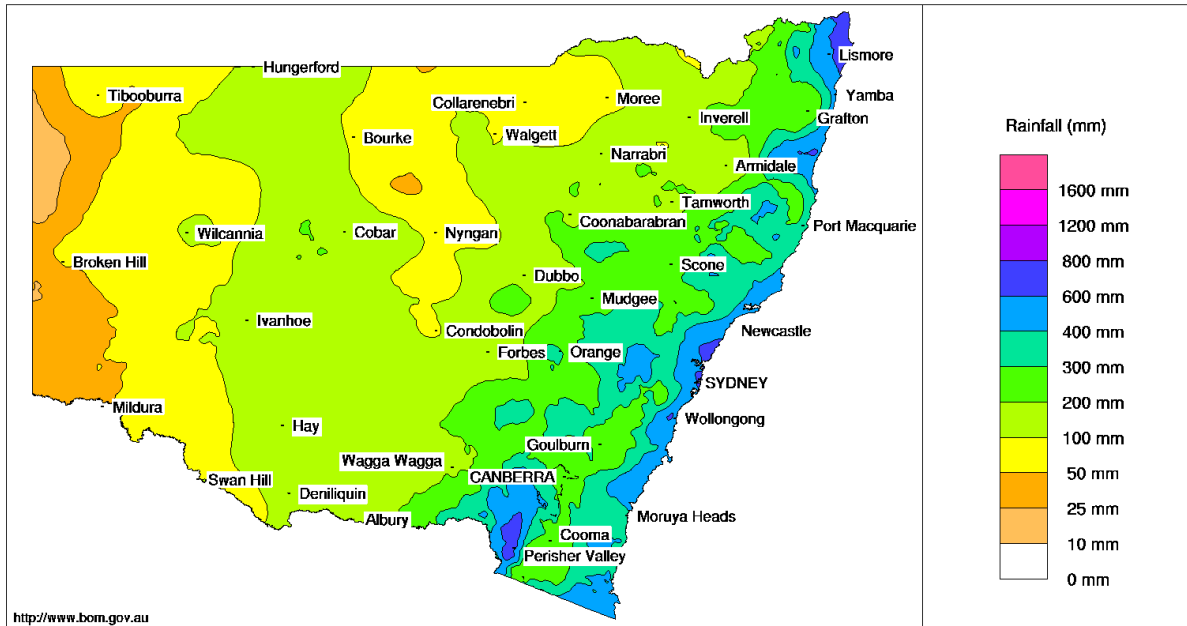 Lismore
Hungerford
Tibooburra
Yamba
Collarenebri
Moree
Inverell
Grafton
Bourke
Walgett
Narrabri
Armidale
Tamworth
Coonabarabran
Port Macquarie
Wilcannia
Cobar
Nyngan
Broken Hill
Scone
Dubbo
Mudgee
Ivanhoe
Condobolin
Newcastle
Forbes
Orange
SYDNEY
Mildura
Wollongong
Hay
Goulburn
Wagga Wagga
CANBERRA
Swan Hill
Deniliquin
Albury
Moruya Heads
Cooma
Perisher Valley
http://www.bom.gov.au
Rainfall (mm)
1600 mm
1200 mm
800 mm
600 mm
400 mm
300 mm
200 mm
100 mm
50 mm
25 mm
10 mm
0 mm